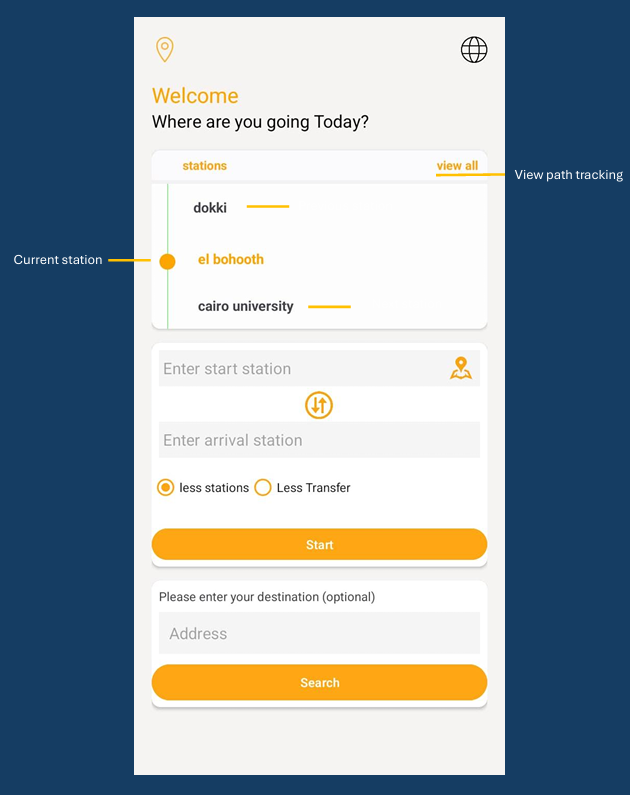 Welcome
Where are you going Today?
stations
view all
View path tracking
dokki
Current station
el bohooth
cairo university
Enter start station
Enter arrival station
less stations
Less Transfer
Start
Please enter your destination (optional)
Address
Search